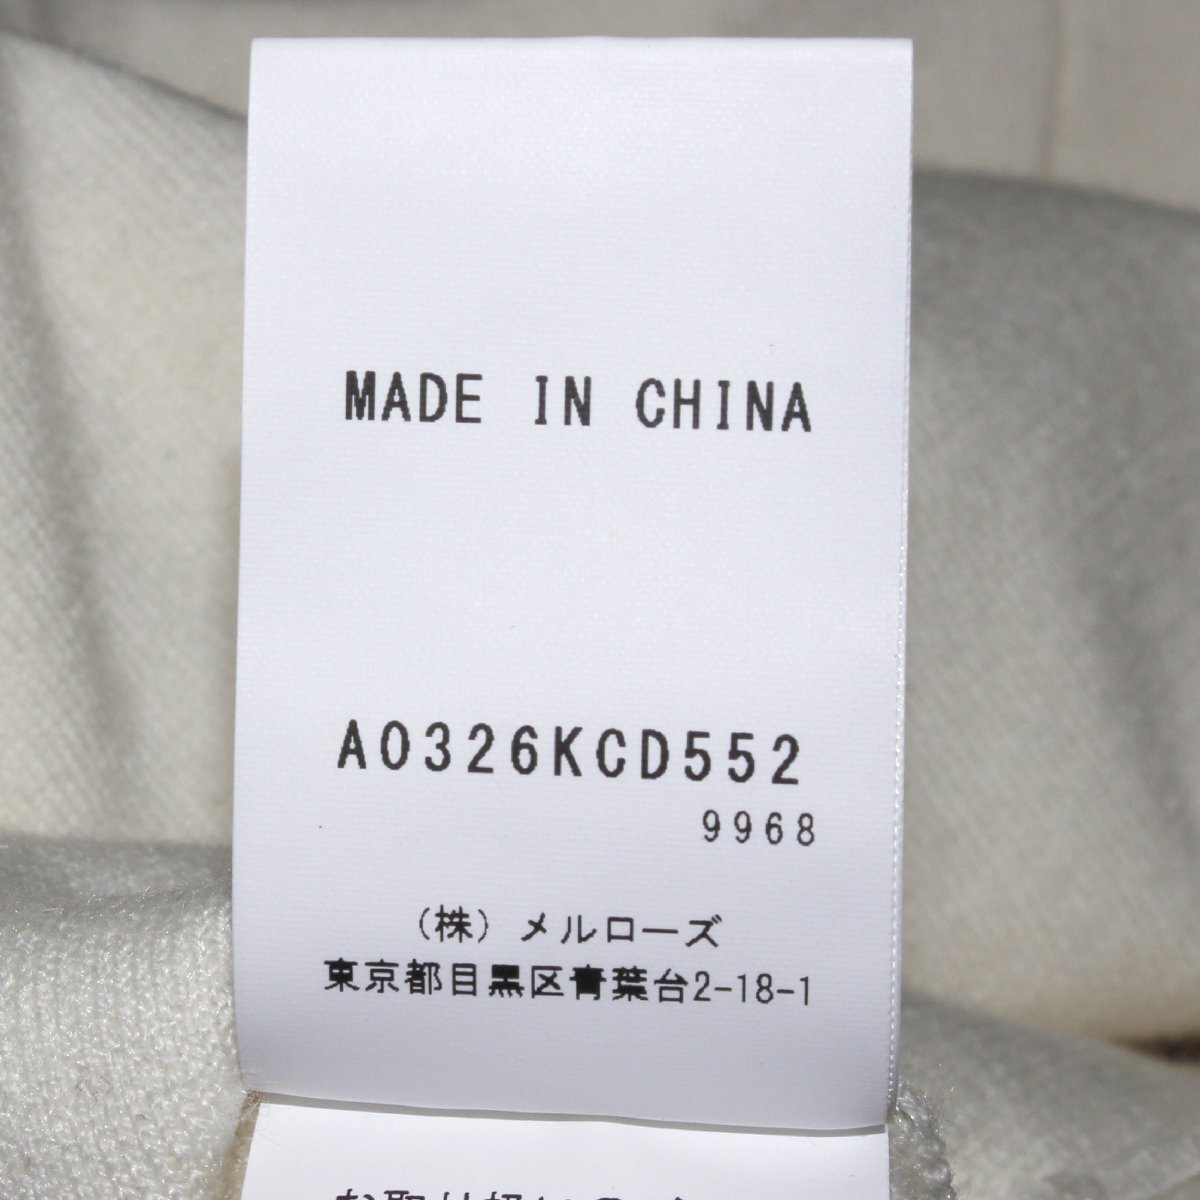 MADE IN CHINA
A0326KCD552
9968
(株)メルローズ
東京都目黒区青葉台2-18-1